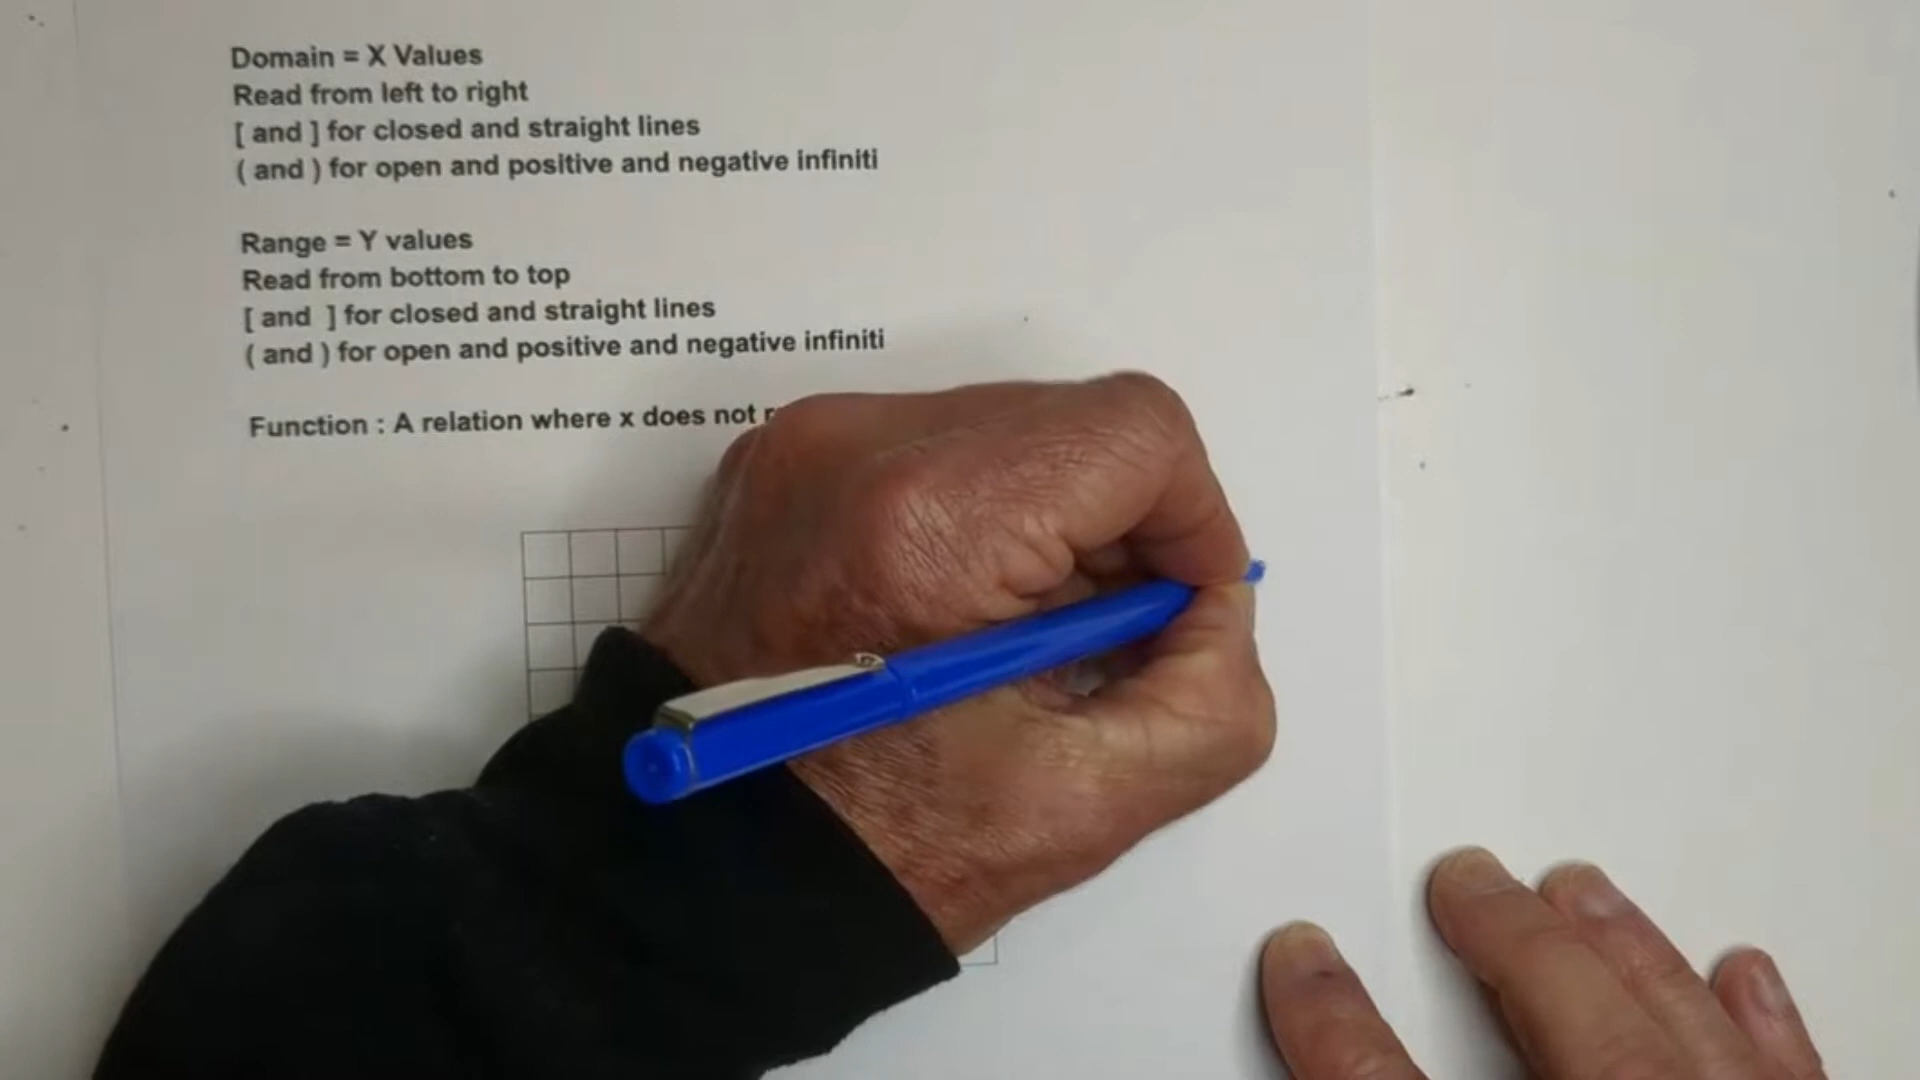 Domain = X Values
Read from left to right
[ and ] for closed and straight lines
( and ) for open and positive and negative infiniti
Range = Y values
Read from bottom to top
[ and ] for closed and straight lines
( and ) for open and positive and negative infiniti
Function : A relation where x does not